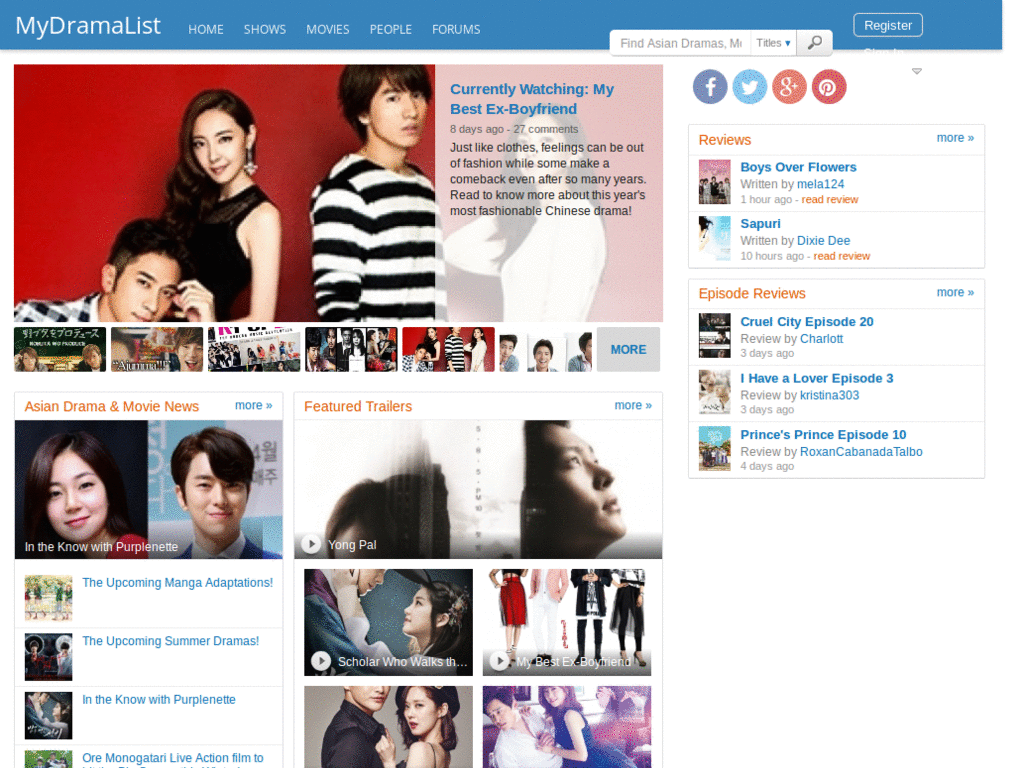 MyDramaList
HOME
SHOWS
MOVIES
PEOPLE
FORUMS
Find Asian Dramas, Mo
Titles ▾
Register
Currently Watching: My
Best Ex-Boyfriend
8 days ago - 27 comments
Just like clothes, feelings can be out
of fashion while some make a
comeback even after so many years.
Read to know more about this year's
most fashionable Chinese drama!
"Ajumma!!!"
MORE
Reviews
more »
Boys Over Flowers
Written by mela124
1 hour ago - read review
Sapuri
Written by Dixie Dee
10 hours ago - read review
Episode Reviews
more »
Cruel City Episode 20
Review by Charlott
3 days ago
I Have a Lover Episode 3
Review by kristina303
3 days ago
Prince's Prince Episode 10
Review by RoxanCabanadaTalbo
4 days ago
Asian Drama & Movie News
more »
In the Know with Purplenette
The Upcoming Manga Adaptations!
The Upcoming Summer Dramas!
In the Know with Purplenette
Ore Monogatari Live Action film to
Featured Trailers
more »
Yong Pal
Scholar Who Walks th...
My Best Ex-Boyfriend